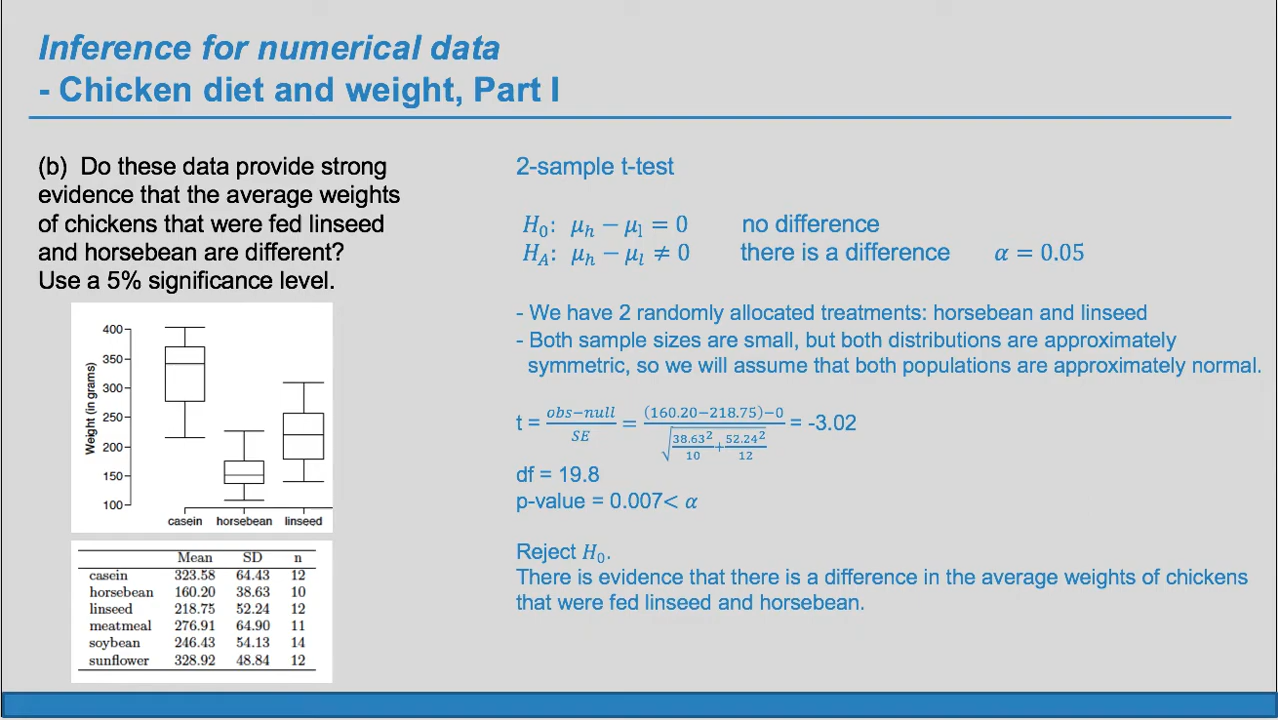 Inference for numerical data
- Chicken diet and weight, Part I
(b) Do these data provide strong
evidence that the average weights
of chickens that were fed linseed
and horsebean are different?
Use a 5% significance level.
400
350
300
250
200
150
100
Weight (in grams)
casein horsebean linseed
Mean SD n
casein 323.58 64.43 12
horsebean 160.20 38.63 10
linseed 218.75 52.24 12
meatmeal 276.91 64.90 11
soybean 246.43 54.13 14
sunflower 328.92 48.84 12
2-sample t-test
H₀: μₕ − μₗ = 0 no difference
H_A: μₕ − μₗ ≠ 0 there is a difference α = 0.05
- We have 2 randomly allocated treatments: horsebean and linseed
- Both sample sizes are small, but both distributions are approximately
symmetric, so we will assume that both populations are approximately normal.
t = obs−null/SE = (160.20−218.75)−0/√(38.63²/10+52.24²/12) = -3.02
df = 19.8
p-value = 0.007< α
Reject H₀.
There is evidence that there is a difference in the average weights of chickens
that were fed linseed and horsebean.